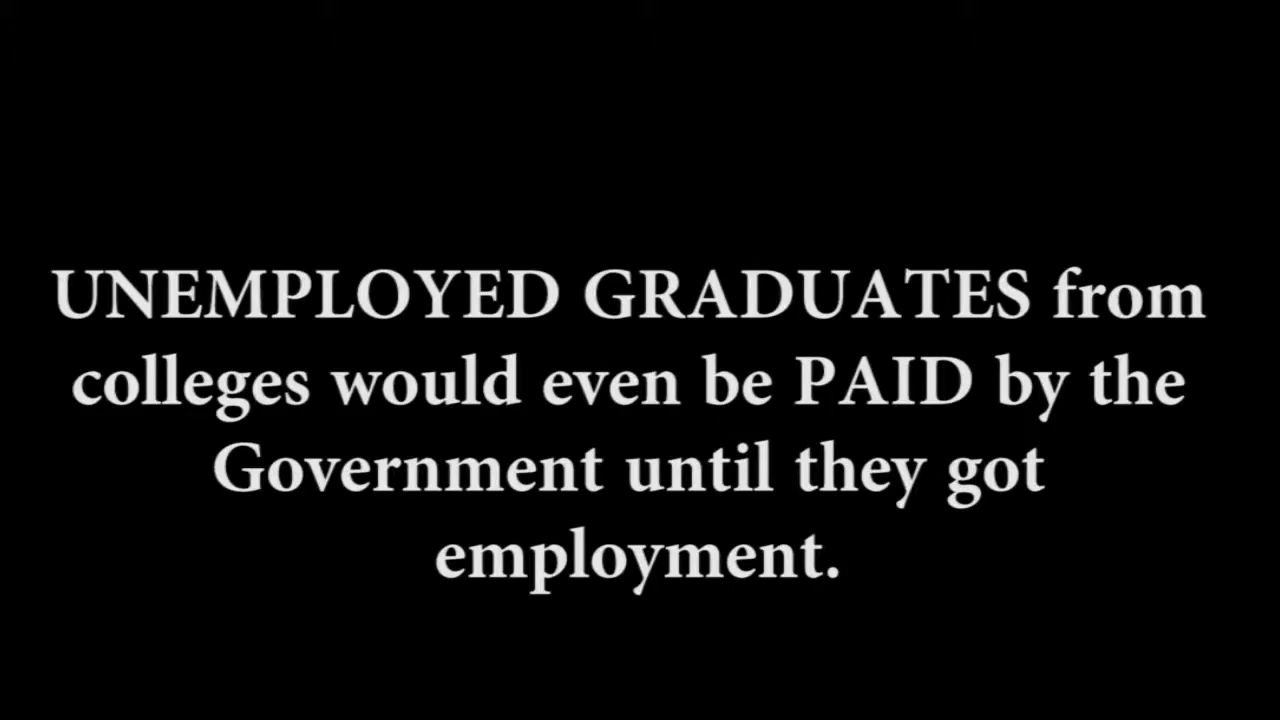 UNEMPLOYED GRADUATES from
colleges would even be PAID by the
Government until they got
employment.